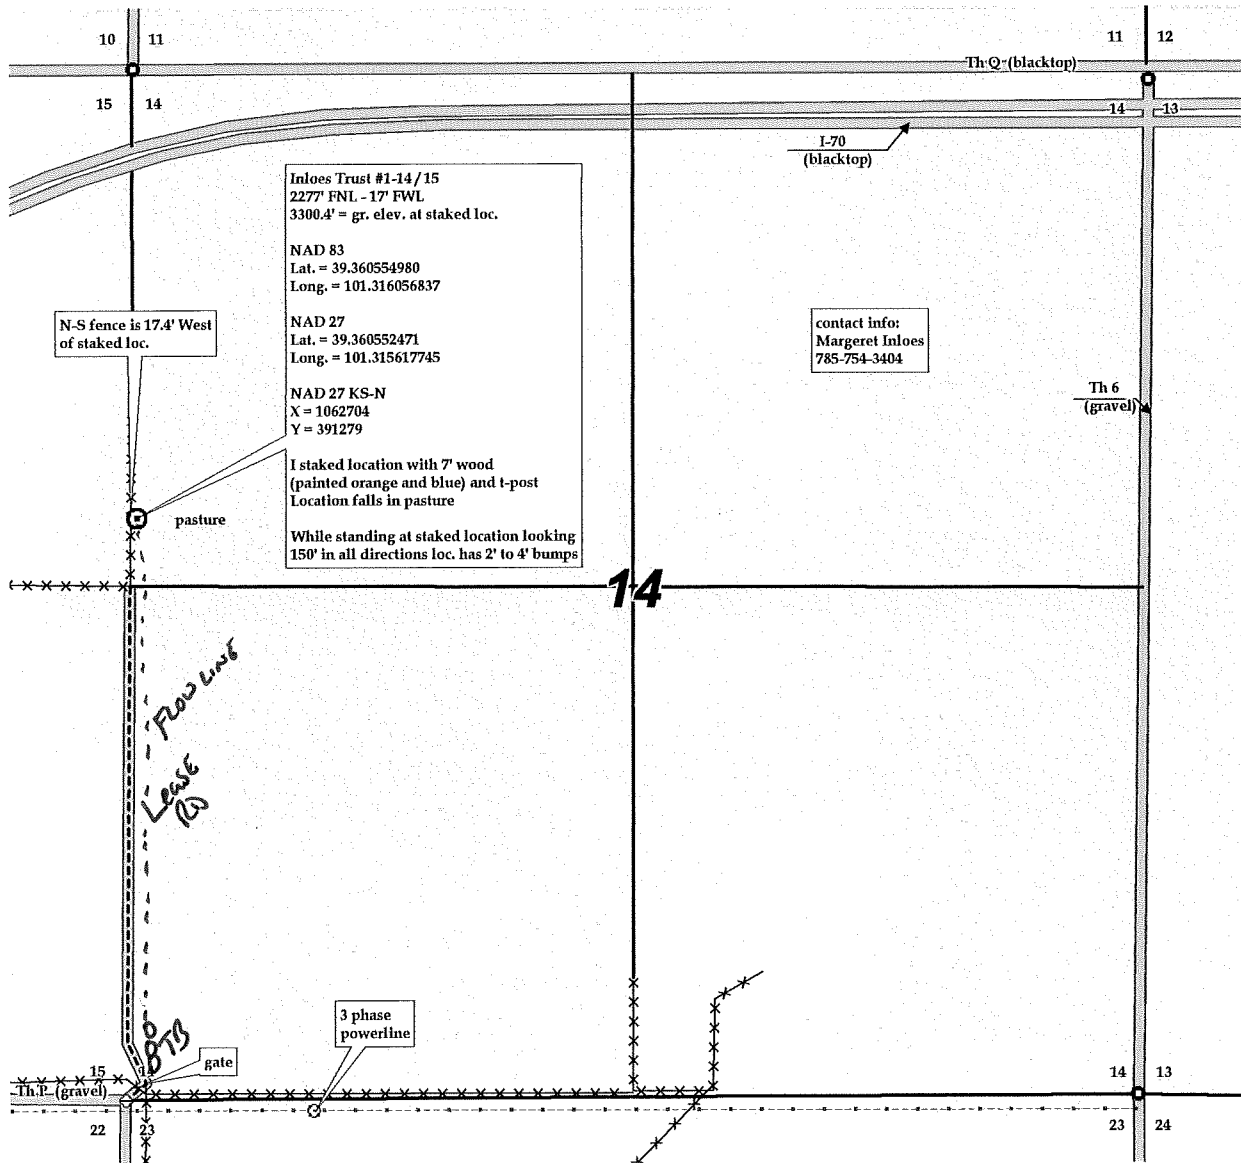 10 11
11 12
Th Q (blacktop)
15 14
14 13
I-70
(blacktop)
Inloes Trust #1-14/15
2277' FNL - 17' FWL
3300.4' = gr. elev. at staked loc.
NAD 83
Lat. = 39.360554980
Long. = 101.316056837
NAD 27
Lat. = 39.360552471
Long. = 101.315617745
NAD 27 KS-N
X = 1062704
Y = 391279
I staked location with 7' wood
(painted orange and blue) and t-post
Location falls in pasture
While standing at staked location looking
150' in all directions loc. has 2' to 4' bumps
N-S fence is 17.4' West
of staked loc.
contact info:
Margeret Inloes
785-754-3404
Th 6
(gravel)
pasture
14
FLOW LINE
Lease
RD
BTB
3 phase
powerline
gate
15 14
Th P (gravel)
14 13
22 23
23 24